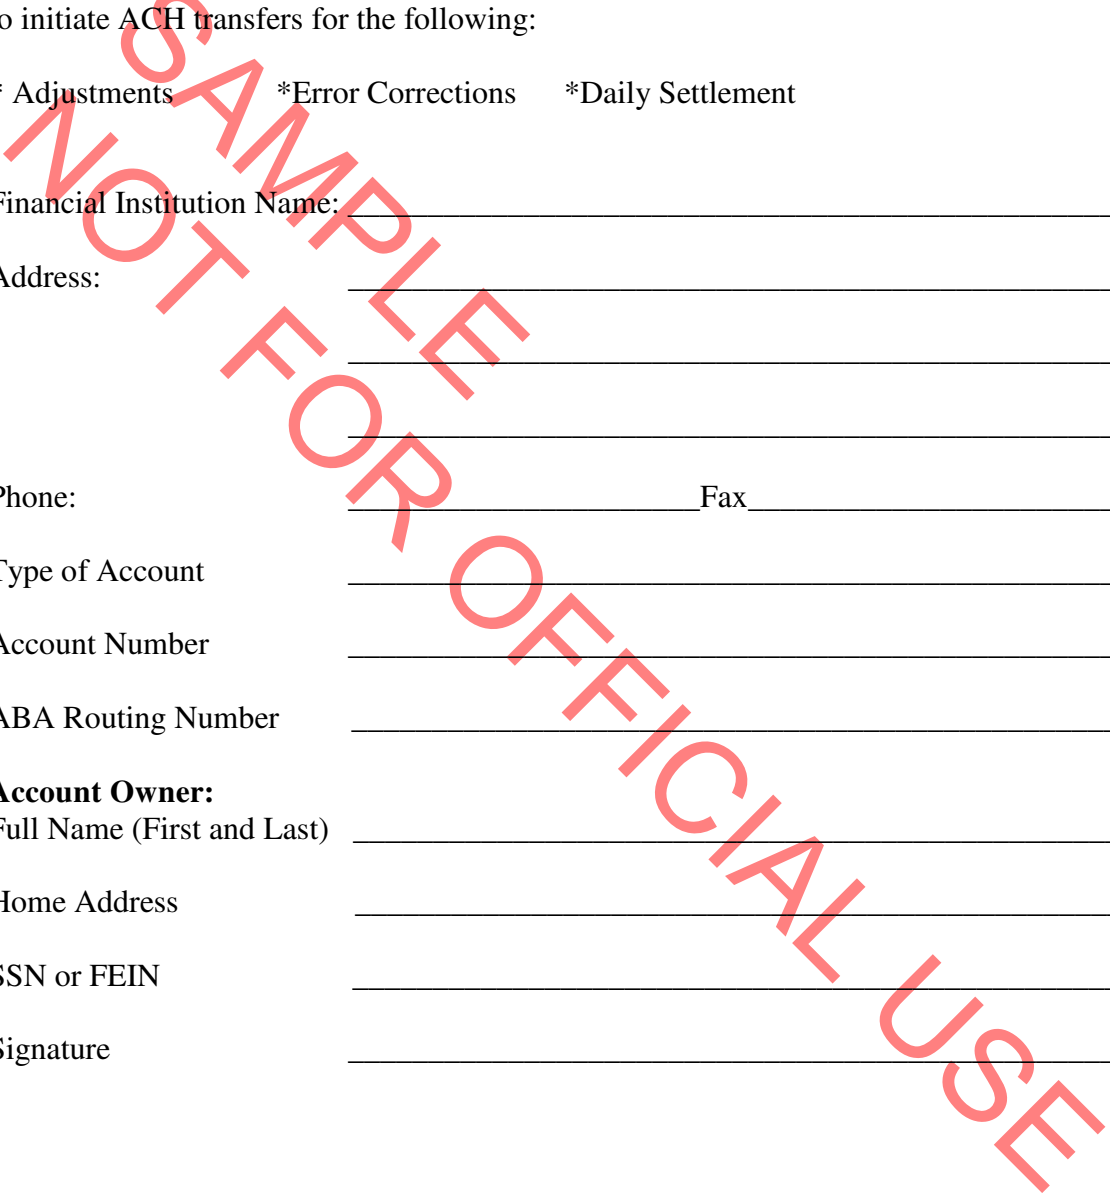 o initiate ACH transfers for the following:
* Adjustments *Error Corrections *Daily Settlement
Financial Institution Name:
Address:
Phone: Fax
Type of Account
Account Number
ABA Routing Number
Account Owner:
Full Name (First and Last)
Home Address
SSN or FEIN
Signature
SAMPLE
NOT FOR OFFICIAL USE